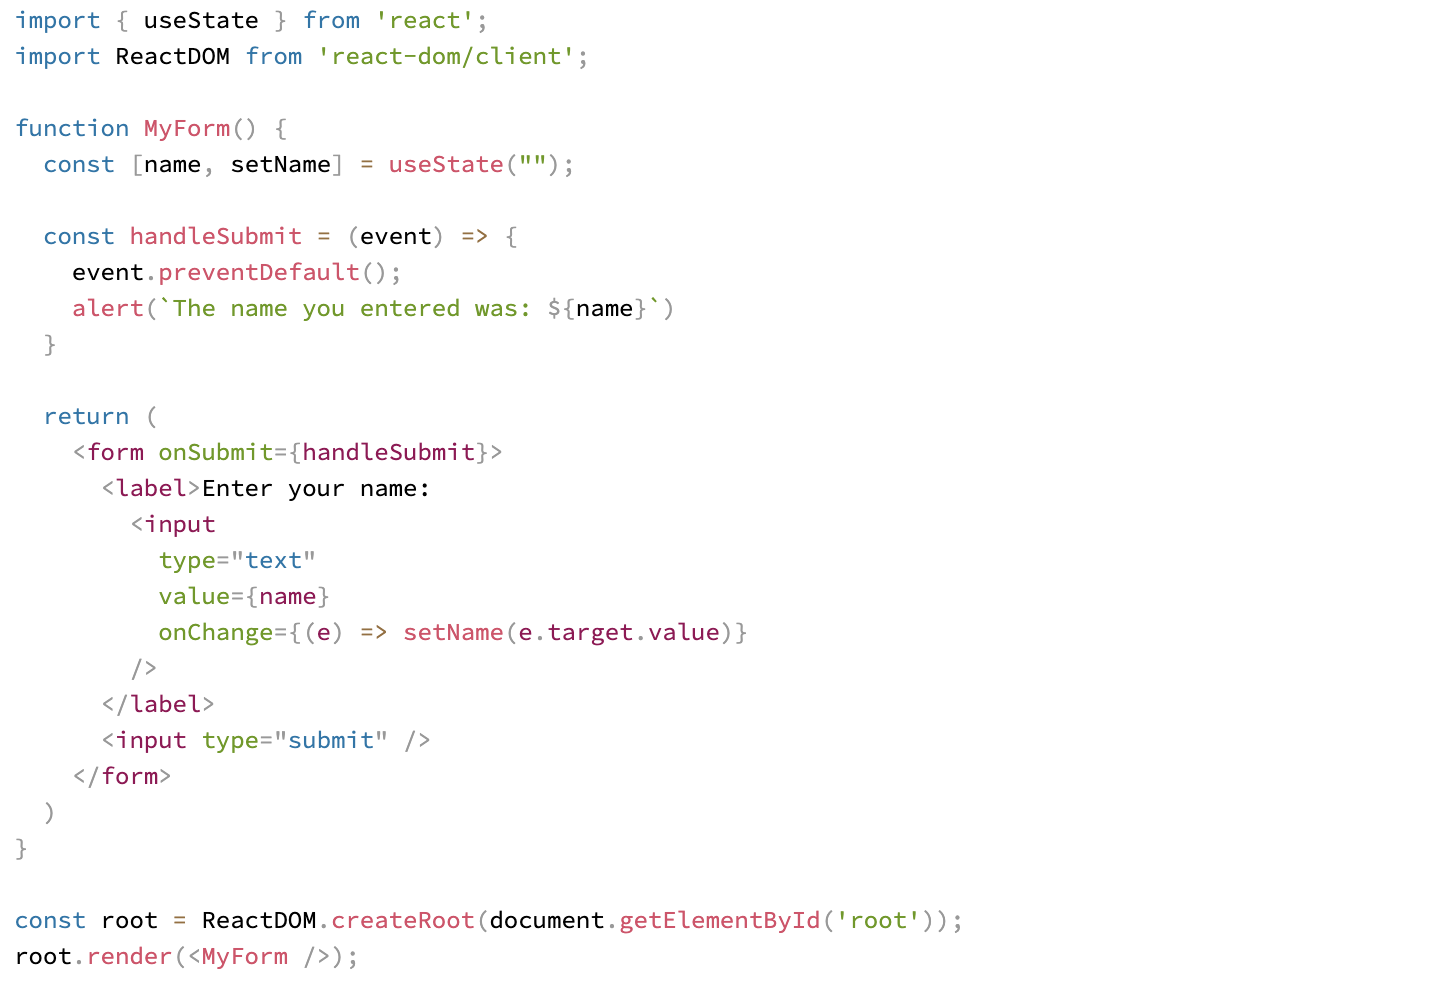 import { useState } from 'react';
import ReactDOM from 'react-dom/client';

function MyForm() {
  const [name, setName] = useState("");

  const handleSubmit = (event) => {
    event.preventDefault();
    alert(`The name you entered was: ${name}`)
  }

  return (
    <form onSubmit={handleSubmit}>
      <label>Enter your name:
        <input
          type="text"
          value={name}
          onChange={(e) => setName(e.target.value)}
        />
      </label>
      <input type="submit" />
    </form>
  )
}

const root = ReactDOM.createRoot(document.getElementById('root'));
root.render(<MyForm />);